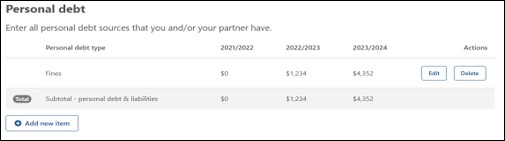 Personal debt
Enter all personal debt sources that you and/or your partner have.
Personal debt type 2021/2022 2022/2023 2023/2024 Actions
Fines $0 $1,234 $4,352 Edit Delete
Total Subtotal - personal debt & liabilities $0 $1,234 $4,352
Add new item